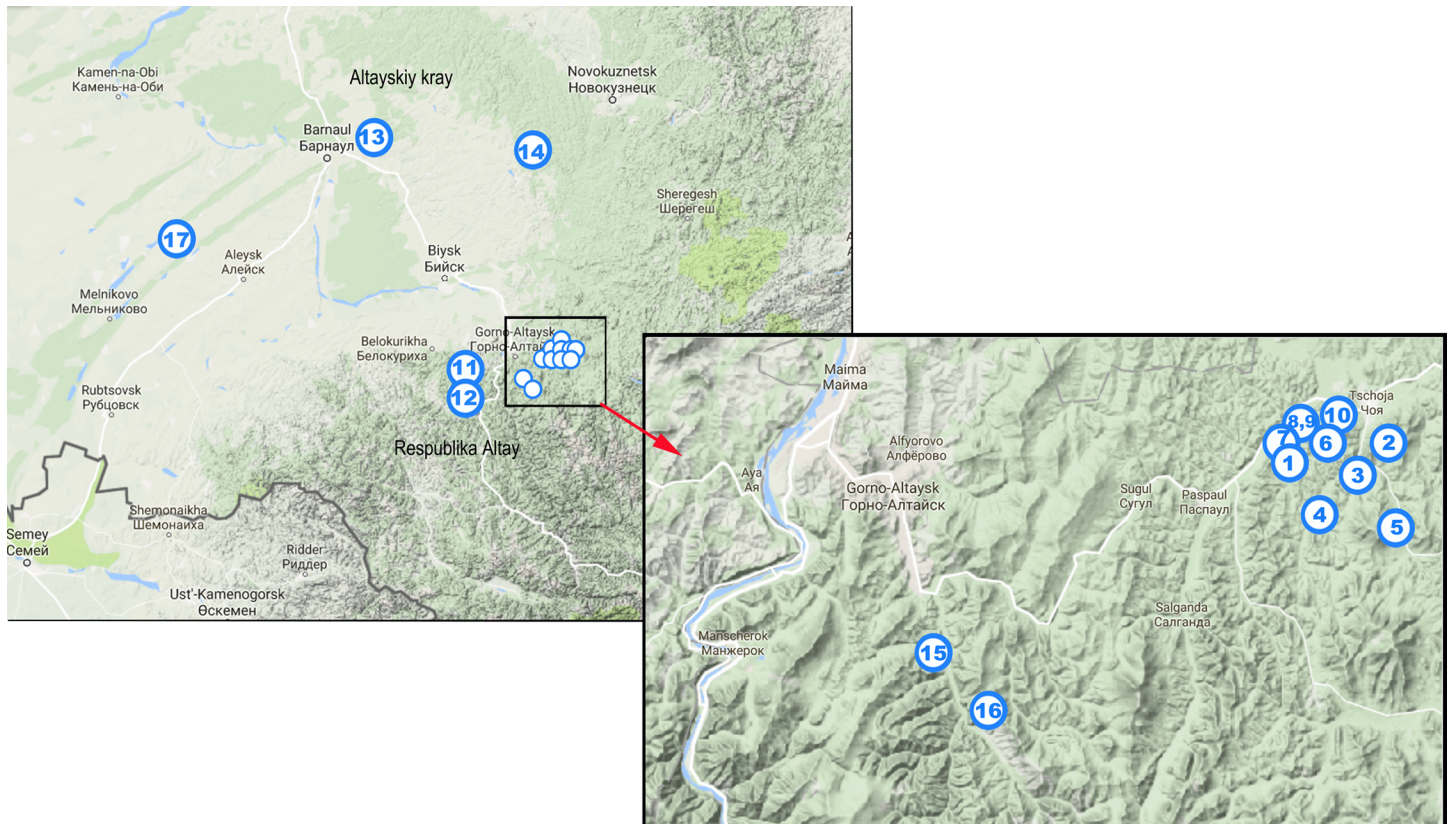 Altayskiy kray
Kamen-na-Obi
Камень-на-Оби
Novokuznetsk
Новокузнецк
Barnaul
Барнаул
13
14
Sheregesh
Шерегеш
17
Aleysk
Алейск
Biysk
Бийск
Melnikovo
Мельниково
Belokurikha
Белокуриха
Gorno-Altaysk
11
12
Rubtsovsk
Рубцовск
Respublika Altay
Shemonaikha
Шемонаиха
Semey
Семей
Ridder
Риддер
Ust'-Kamenogorsk
Өскемен
Maima
Майма
Tschoja
Чоя
8,9
10
7
6
2
1
3
Alfyorovo
Алфёрово
Aya
Ая
Gorno-Altaysk
Горно-Алтайск
Sugul
Сугул
Paspaul
Паспаул
4
5
Salganda
Салганда
Manscherok
Манжерок
15
16